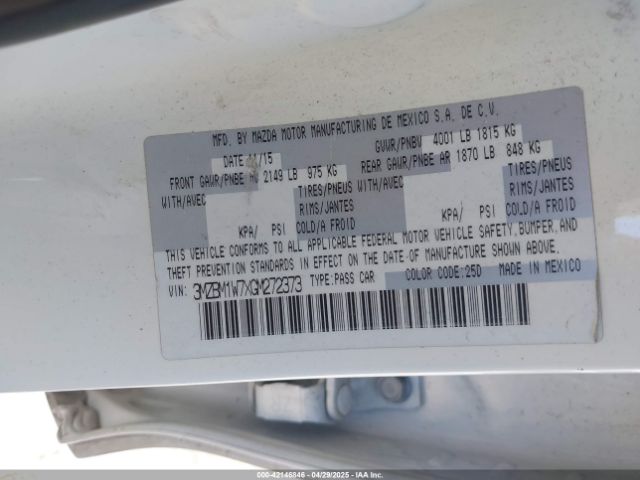 MFD. BY MAZDA MOTOR MANUFACTURING DE MEXICO S.A. DE C.V.
DATE /15 GVWR/PNBV 4001 LB 1815 KG
FRONT GAWR/PNBE 2149 LB 975 KG REAR GAWR/PNBE AR 1870 LB 848 KG
WITH/AVEC TIRES/PNEUS WITH/AVEC TIRES/PNEUS
RIMS/JANTES RIMS/JANTES
KPA/ PSI COLD/A FROID KPA/ PSI COLD/A FROID
THIS VEHICLE CONFORMS TO ALL APPLICABLE FEDERAL MOTOR VEHICLE SAFETY, BUMPER, AND
THEFT PREVENTION STANDARDS IN EFFECT ON THE DATE OF MANUFACTURE SHOWN ABOVE.
VIN: 3MZBM1W7XGM272373 TYPE: PASS CAR COLOR CODE: 25D MADE IN MEXICO
000-42146846 - 04/29/2025 - IAAI.com